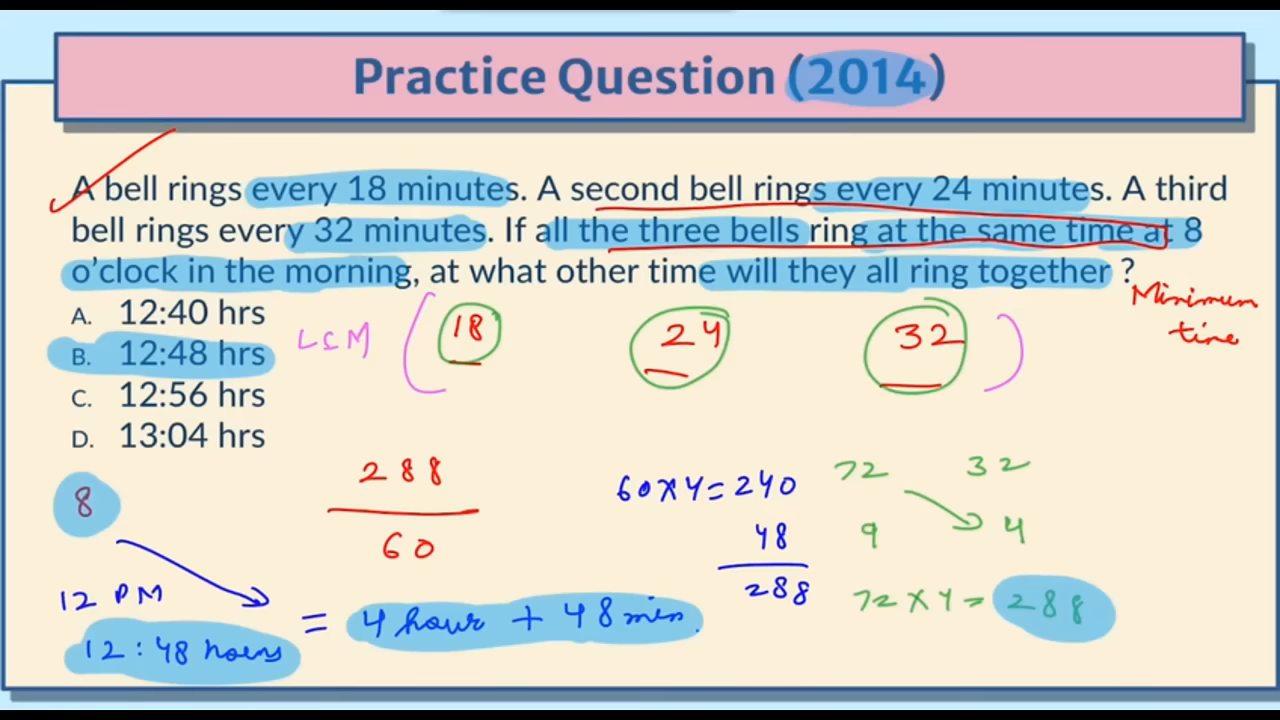 Practice Question (2014)
A bell rings every 18 minutes. A second bell rings every 24 minutes. A third
bell rings every 32 minutes. If all the three bells ring at the same time at 8
o'clock in the morning, at what other time will they all ring together ?
Minimum
time
A. 12:40 hrs
B. 12:48 hrs
C. 12:56 hrs
D. 13:04 hrs
LCM ( 18 24 32 )
8
288
60
60×4=240
48
288
72 32
9 4
72×4= 288
12 PM
12:48 hours
= 4 hour + 48 min.